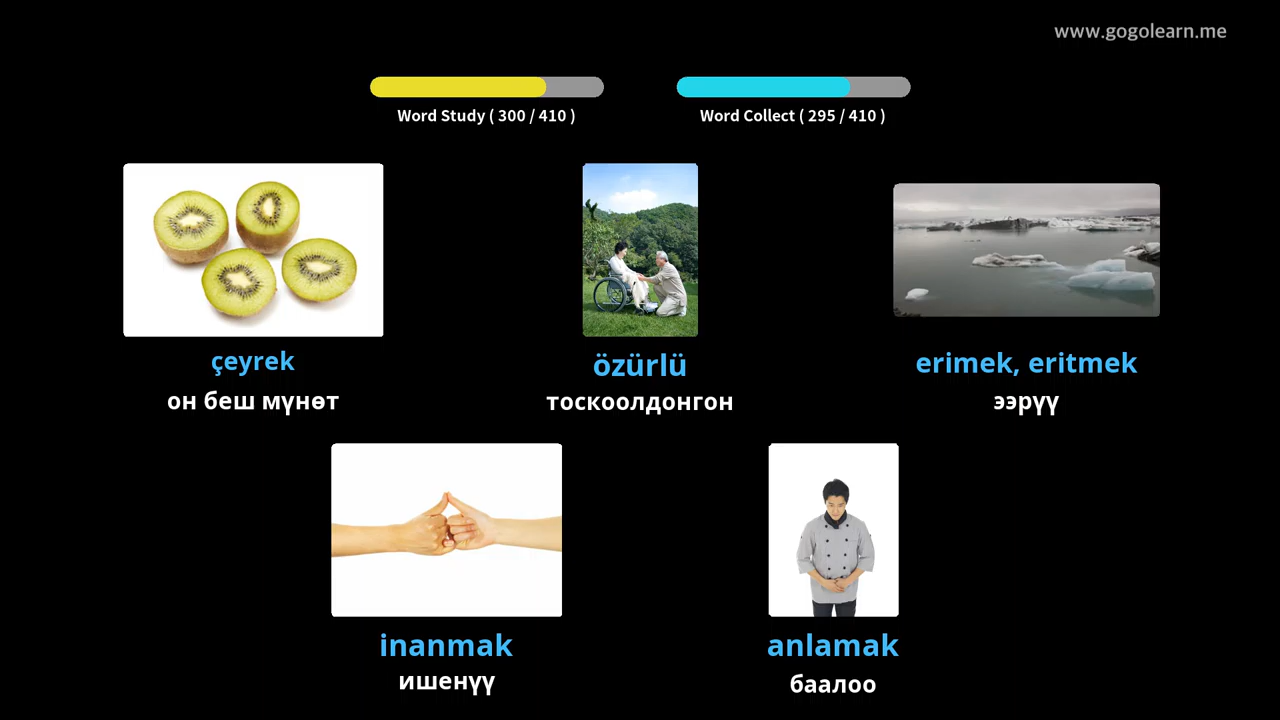 www.gogolearn.me
Word Study ( 300 / 410 )
Word Collect ( 295 / 410 )
çeyrek
он беш мүнөт
özürlü
тоскоолдонгон
erimek, eritmek
ээрүү
inanmak
ишенүү
anlamak
баалоо